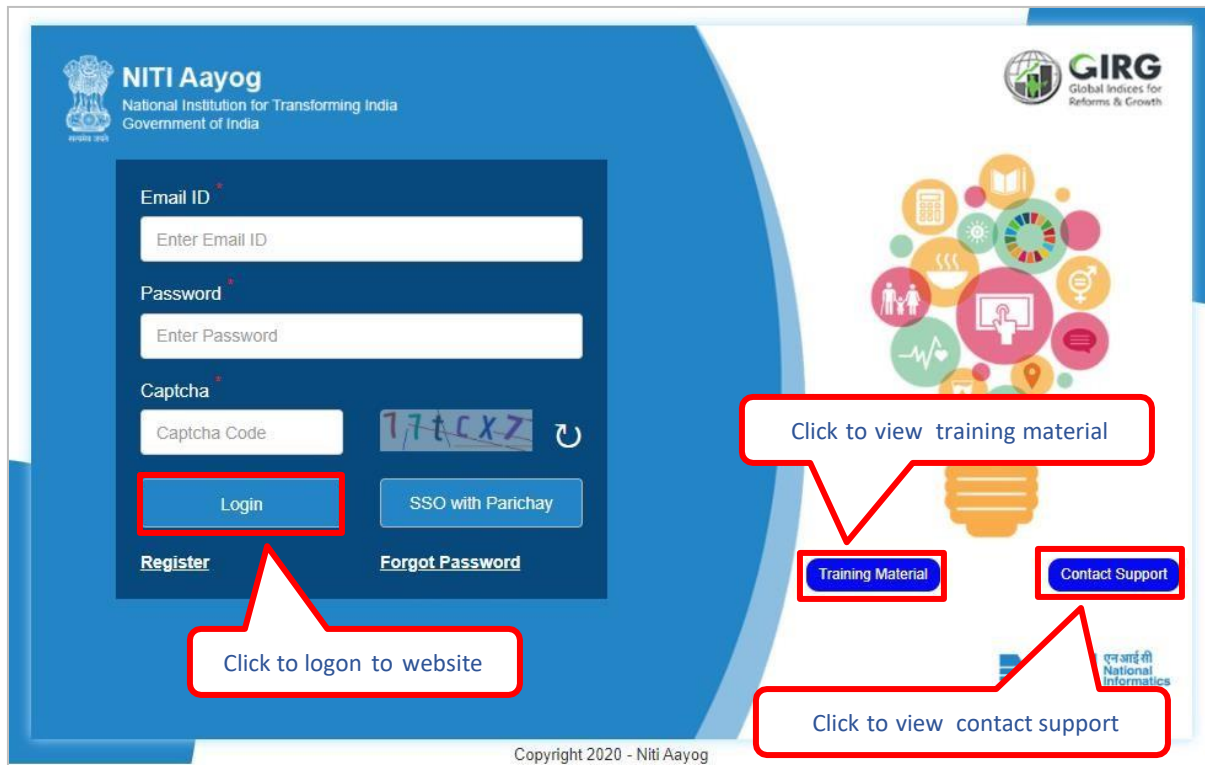 NITI Aayog
National Institution for Transforming India
Government of India
GIRG
Global Indices for
Reforms & Growth
Email ID *
Enter Email ID
Password *
Enter Password
Captcha *
Captcha Code
Login
SSO with Parichay
Register
Forgot Password
Click to view training material
Training Material
Contact Support
Click to logon to website
एनआईसी
National
Informatics
Click to view contact support
Copyright 2020 - Niti Aayog